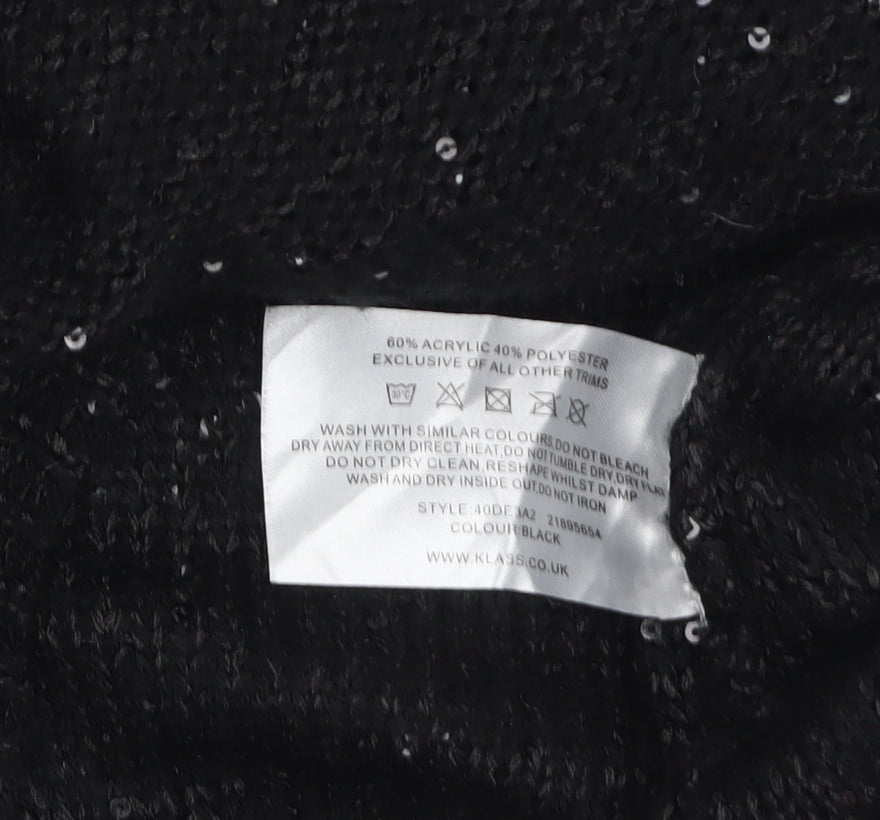 60% ACRYLIC 40% POLYESTER
EXCLUSIVE OF ALL OTHER TRIMS
30°C
WASH WITH SIMILAR COLOURS,DO NOT BLEACH
DRY AWAY FROM DIRECT HEAT,DO NOT TUMBLE DRY,DRY FLAT
DO NOT DRY CLEAN,RESHAPE WHILST DAMP
WASH AND DRY INSIDE OUT,DO NOT IRON
STYLE:40DF3A2 21895654
COLOUR:BLACK
WWW.KLASS.CO.UK